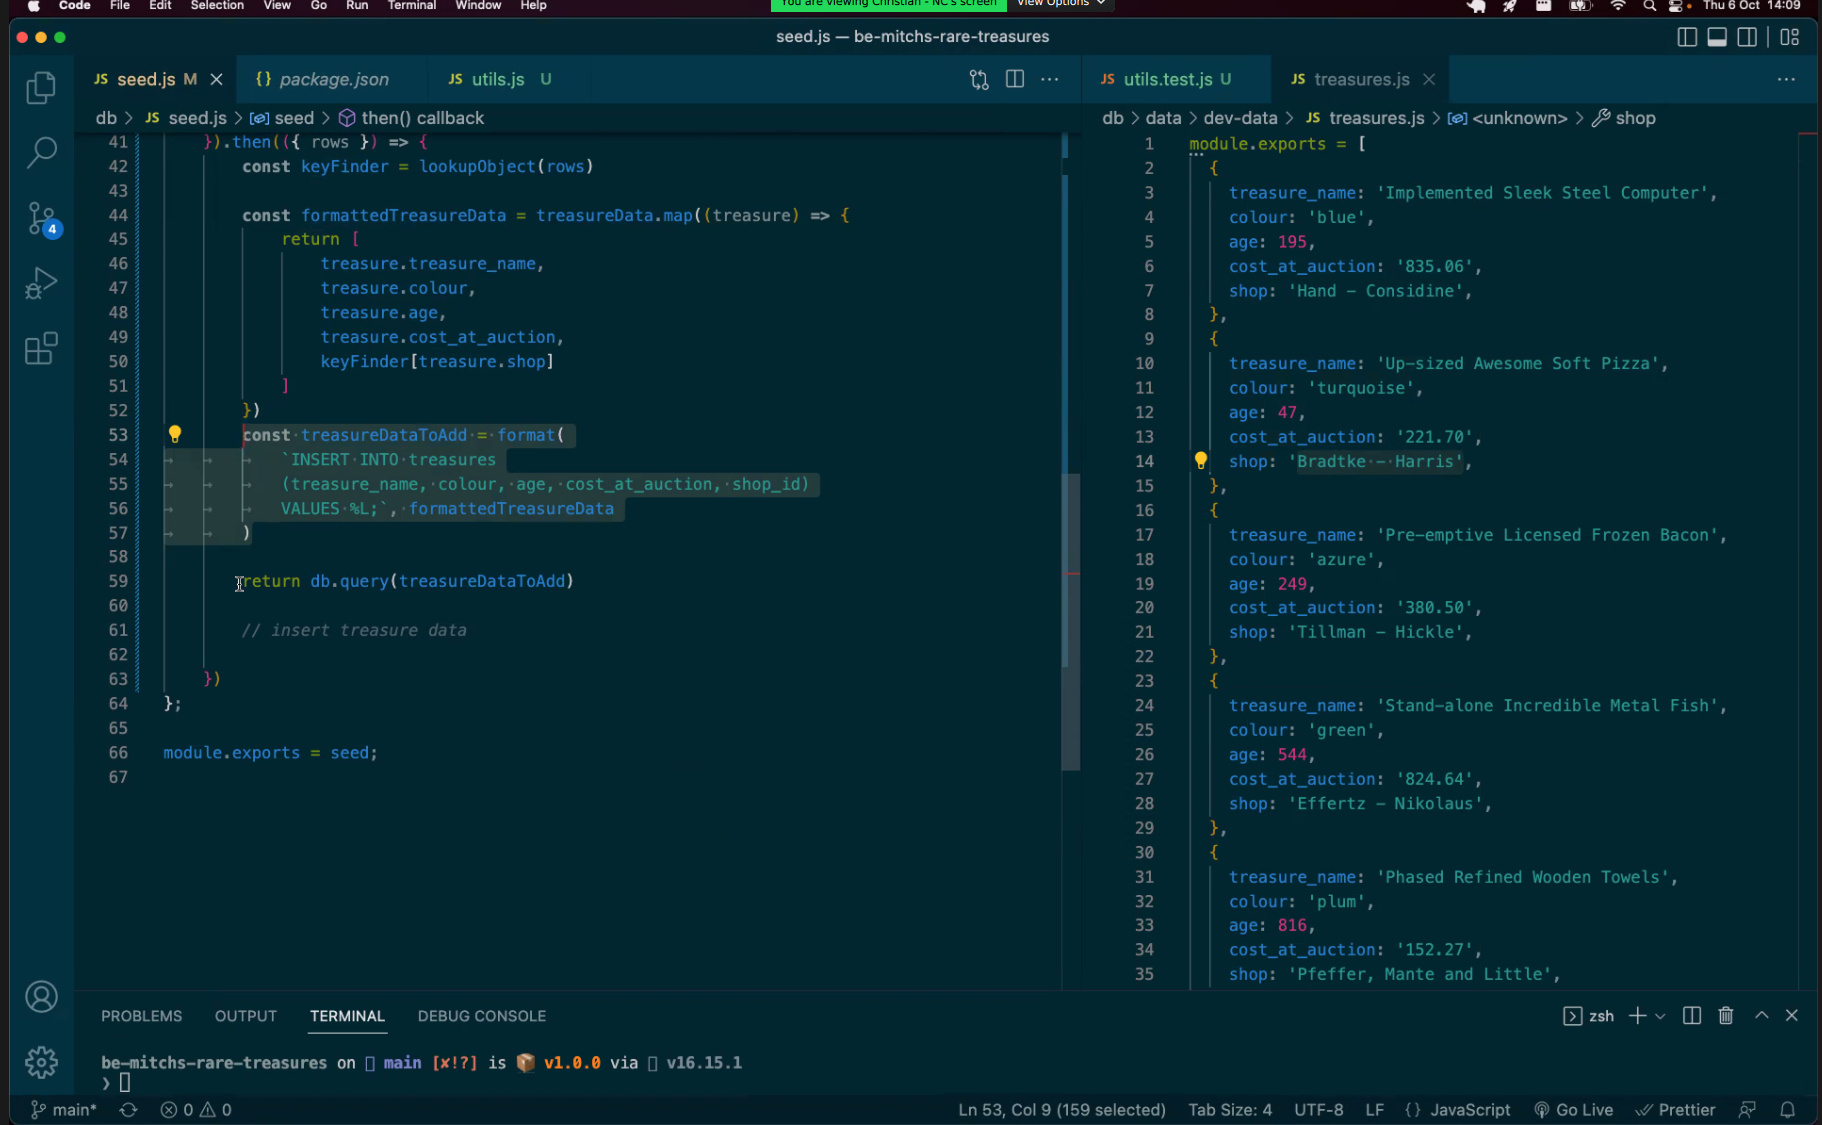 Code File Edit Selection View Go Run Terminal Window Help
You are viewing Christian - NC's screen View Options
Thu 6 Oct 14:09
seed.js — be-mitchs-rare-treasures
JS seed.js M
{} package.json
JS utils.js U
JS utils.test.js U
JS treasures.js
db > JS seed.js > seed > then() callback
db > data > dev-data > JS treasures.js > <unknown> > shop
41 }).then(({ rows }) => {
42 const keyFinder = lookupObject(rows)
43
44 const formattedTreasureData = treasureData.map((treasure) => {
45 return [
46 treasure.treasure_name,
47 treasure.colour,
48 treasure.age,
49 treasure.cost_at_auction,
50 keyFinder[treasure.shop]
51 ]
52 })
53 const treasureDataToAdd = format(
54 `INSERT INTO treasures
55 (treasure_name, colour, age, cost_at_auction, shop_id)
56 VALUES %L;`, formattedTreasureData
57 )
58
59 return db.query(treasureDataToAdd)
60
61 // insert treasure data
62
63 })
64 };
65
66 module.exports = seed;
67
1 module.exports = [
2 {
3 treasure_name: 'Implemented Sleek Steel Computer',
4 colour: 'blue',
5 age: 195,
6 cost_at_auction: '835.06',
7 shop: 'Hand - Considine',
8 },
9 {
10 treasure_name: 'Up-sized Awesome Soft Pizza',
11 colour: 'turquoise',
12 age: 47,
13 cost_at_auction: '221.70',
14 shop: 'Bradtke - Harris',
15 },
16 {
17 treasure_name: 'Pre-emptive Licensed Frozen Bacon',
18 colour: 'azure',
19 age: 249,
20 cost_at_auction: '380.50',
21 shop: 'Tillman - Hickle',
22 },
23 {
24 treasure_name: 'Stand-alone Incredible Metal Fish',
25 colour: 'green',
26 age: 544,
27 cost_at_auction: '824.64',
28 shop: 'Effertz - Nikolaus',
29 },
30 {
31 treasure_name: 'Phased Refined Wooden Towels',
32 colour: 'plum',
33 age: 816,
34 cost_at_auction: '152.27',
35 shop: 'Pfeffer, Mante and Little',
4
PROBLEMS OUTPUT TERMINAL DEBUG CONSOLE
zsh
be-mitchs-rare-treasures on main [✘!?] is 📦 v1.0.0 via v16.15.1
❯
main* 0 0
Ln 53, Col 9 (159 selected) Tab Size: 4 UTF-8 LF {} JavaScript Go Live Prettier